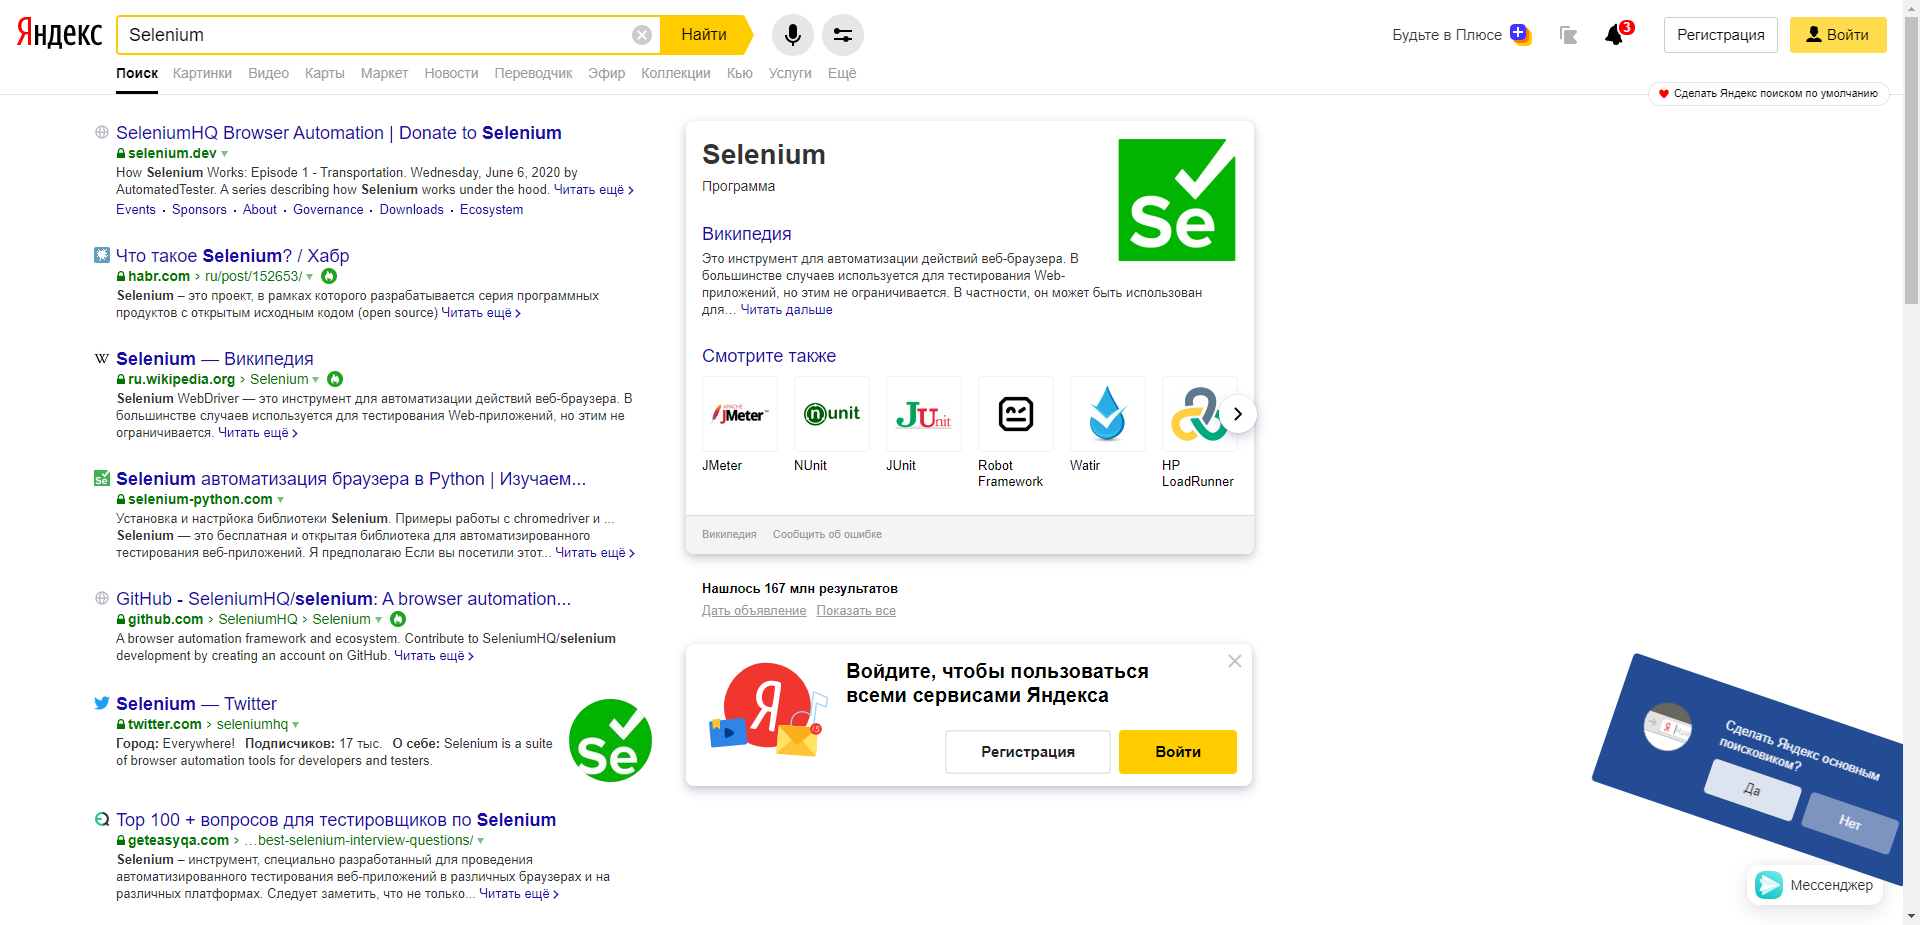 Яндекс
Selenium
Найти
Будьте в Плюсе
3
Регистрация
Войти
Поиск Картинки Видео Карты Маркет Новости Переводчик Эфир Коллекции Кью Услуги Ещё
Сделать Яндекс поиском по умолчанию
SeleniumHQ Browser Automation | Donate to Selenium
selenium.dev
How Selenium Works: Episode 1 - Transportation. Wednesday, June 6, 2020 by
AutomatedTester. A series describing how Selenium works under the hood. Читать ещё >
Events · Sponsors · About · Governance · Downloads · Ecosystem
Что такое Selenium? / Хабр
habr.com › ru/post/152653/
Selenium – это проект, в рамках которого разрабатывается серия программных
продуктов с открытым исходным кодом (open source) Читать ещё >
W
Selenium — Википедия
ru.wikipedia.org › Selenium
Selenium WebDriver — это инструмент для автоматизации действий веб-браузера. В
большинстве случаев используется для тестирования Web-приложений, но этим не
ограничивается. Читать ещё >
Se
Selenium автоматизация браузера в Python | Изучаем...
selenium-python.com
Установка и настрйока библиотеки Selenium. Примеры работы с chromedriver и ...
Selenium — это бесплатная и открытая библиотека для автоматизированного
тестирования веб-приложений. Я предполагаю Если вы посетили этот... Читать ещё >
GitHub - SeleniumHQ/selenium: A browser automation...
github.com › SeleniumHQ › Selenium
A browser automation framework and ecosystem. Contribute to SeleniumHQ/selenium
development by creating an account on GitHub. Читать ещё >
Selenium — Twitter
twitter.com › seleniumhq
Город: Everywhere! Подписчиков: 17 тыс. О себе: Selenium is a suite
of browser automation tools for developers and testers.
Se
Top 100 + вопросов для тестировщиков по Selenium
geteasyqa.com › ...best-selenium-interview-questions/
Selenium – инструмент, специально разработанный для проведения
автоматизированного тестирования веб-приложений в различных браузерах и на
различных платформах. Следует заметить, что не только... Читать ещё >
Selenium
Программа
Se
Википедия
Это инструмент для автоматизации действий веб-браузера. В
большинстве случаев используется для тестирования Web-
приложений, но этим не ограничивается. В частности, он может быть использован
для... Читать дальше
Смотрите также
APACHE
JMeter™
nunit
JUnit
JMeter
NUnit
JUnit
Robot
Framework
Watir
HP
LoadRunner
Википедия Сообщить об ошибке
Нашлось 167 млн результатов
Дать объявление Показать все
Я
15
Войдите, чтобы пользоваться
всеми сервисами Яндекса
Регистрация
Войти
Я
Сделать Яндекс основным
поисковиком?
Да
Нет
Мессенджер